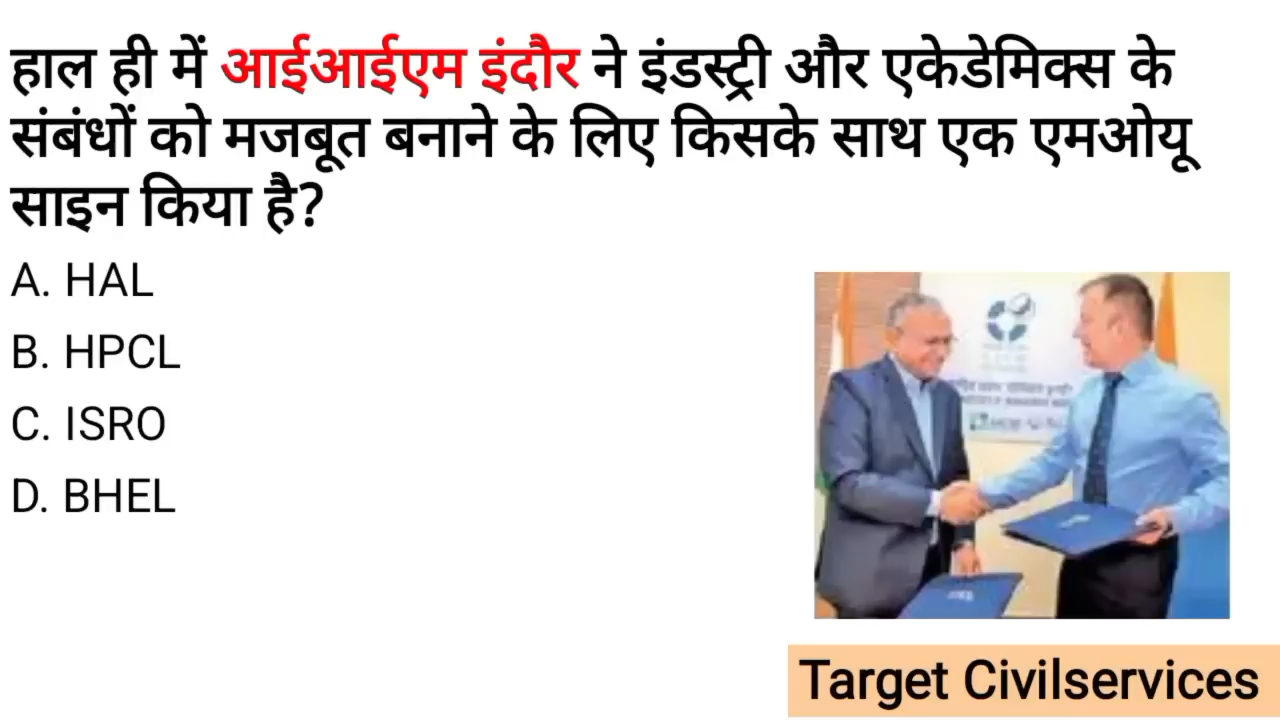 हाल ही में आईआईएम इंदौर ने इंडस्ट्री और एकेडेमिक्स के
संबंधों को मजबूत बनाने के लिए किसके साथ एक एमओयू
साइन किया है?
A. HAL
B. HPCL
C. ISRO
D. BHEL
Target Civilservices